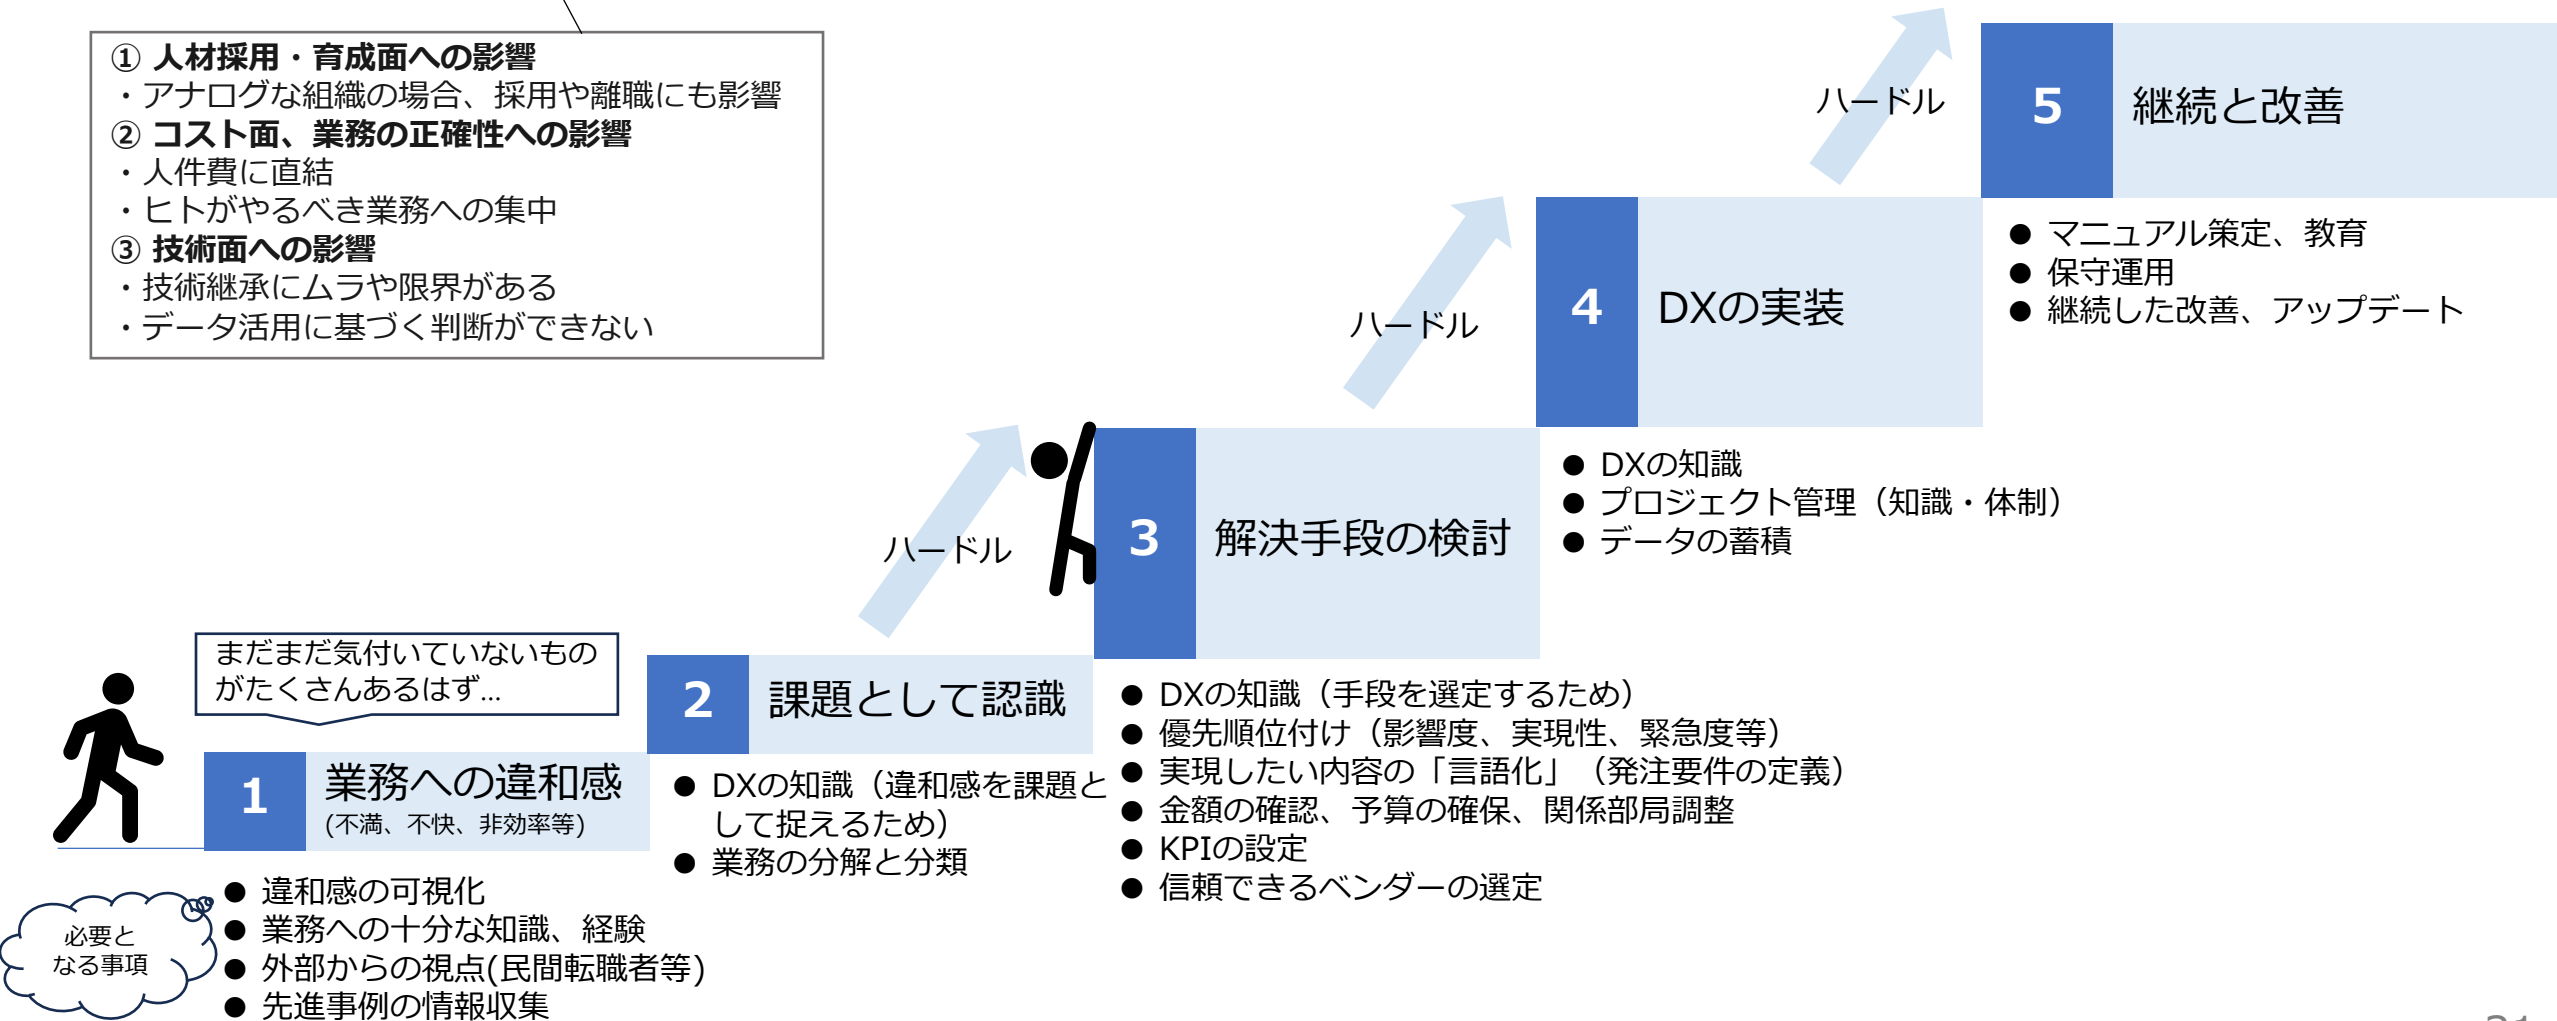 ① 人材採用・育成面への影響
・アナログな組織の場合、採用や離職にも影響
② コスト面、業務の正確性への影響
・人件費に直結
・ヒトがやるべき業務への集中
③ 技術面への影響
・技術継承にムラや限界がある
・データ活用に基づく判断ができない
まだまだ気付いていないもの
がたくさんあるはず…
1
業務への違和感
(不満、不快、非効率等)
必要と
なる事項
● 違和感の可視化
● 業務への十分な知識、経験
● 外部からの視点(民間転職者等)
● 先進事例の情報収集
2
課題として認識
● DXの知識（違和感を課題と
して捉えるため）
● 業務の分解と分類
ハードル
3
解決手段の検討
● DXの知識（手段を選定するため）
● 優先順位付け（影響度、実現性、緊急度等）
● 実現したい内容の「言語化」（発注要件の定義）
● 金額の確認、予算の確保、関係部局調整
● KPIの設定
● 信頼できるベンダーの選定
ハードル
4
DXの実装
● DXの知識
● プロジェクト管理（知識・体制）
● データの蓄積
ハードル
5
継続と改善
● マニュアル策定、教育
● 保守運用
● 継続した改善、アップデート